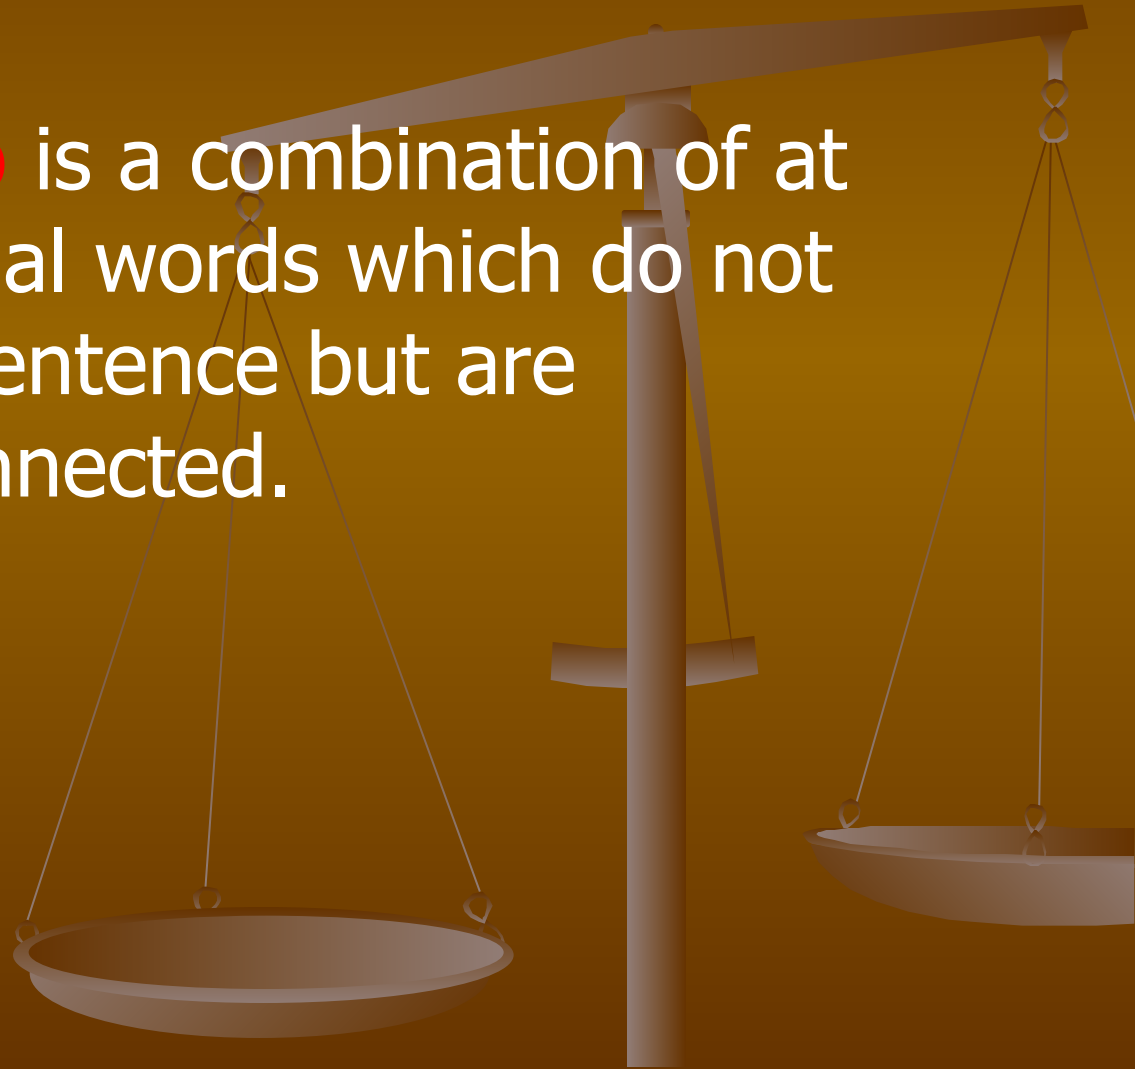 is a combination of at
al words which do not
entence but are
nnected.